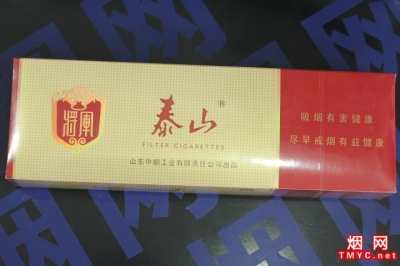 将军
泰山®
FILTER CIGARETTES
山东中烟工业有限责任公司出品
吸烟有害健康
尽早戒烟有益健康
烟网
TMYC.net